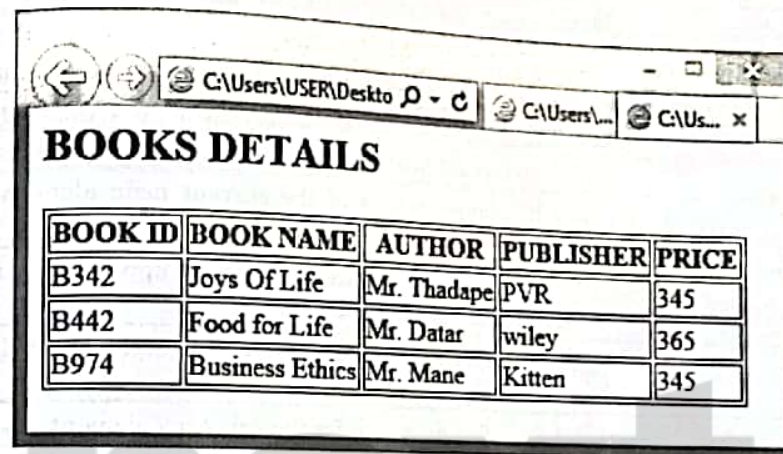 C:\Users\USER\Deskto C:\Users\... C:\Us... ×
BOOKS DETAILS
BOOK ID BOOK NAME AUTHOR PUBLISHER PRICE
B342 Joys Of Life Mr. Thadape PVR 345
B442 Food for Life Mr. Datar wiley 365
B974 Business Ethics Mr. Mane Kitten 345